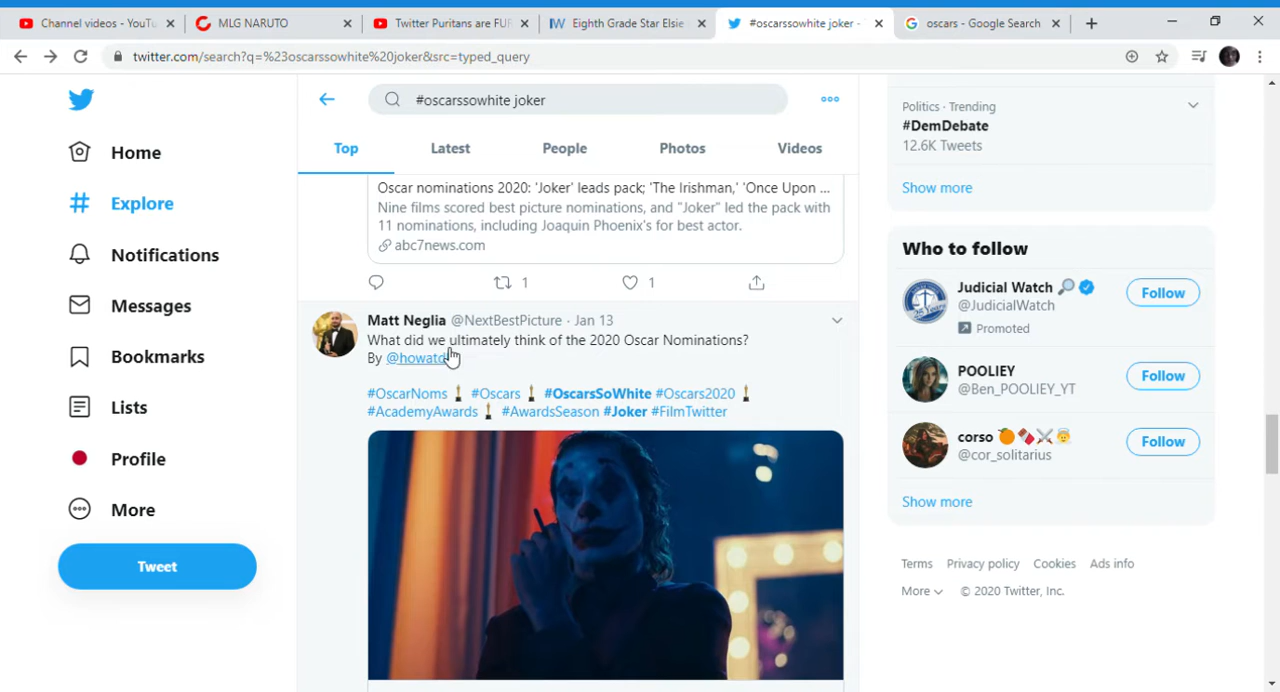 Channel videos - YouTu
MLG NARUTO
Twitter Puritans are FUR
Eighth Grade Star Elsie
#oscarssowhite joker -
oscars - Google Search
twitter.com/search?q=%23oscarssowhite%20joker&src=typed_query
Home
Explore
Notifications
Messages
Bookmarks
Lists
Profile
More
Tweet
#oscarssowhite joker
Top Latest People Photos Videos
Oscar nominations 2020: 'Joker' leads pack; 'The Irishman,' 'Once Upon ...
Nine films scored best picture nominations, and "Joker" led the pack with
11 nominations, including Joaquin Phoenix's for best actor.
abc7news.com
1 1
Matt Neglia @NextBestPicture · Jan 13
What did we ultimately think of the 2020 Oscar Nominations?
By
#OscarNoms #Oscars #OscarsSoWhite #Oscars2020
#AcademyAwards #AwardsSeason #Joker #FilmTwitter
Politics · Trending
#DemDebate
12.6K Tweets
Show more
Who to follow
Judicial Watch
@JudicialWatch
Promoted
Follow
POOLIEY
@Ben_POOLIEY_YT
Follow
corso
@cor_solitarius
Follow
Show more
Terms Privacy policy Cookies Ads info
More © 2020 Twitter, Inc.